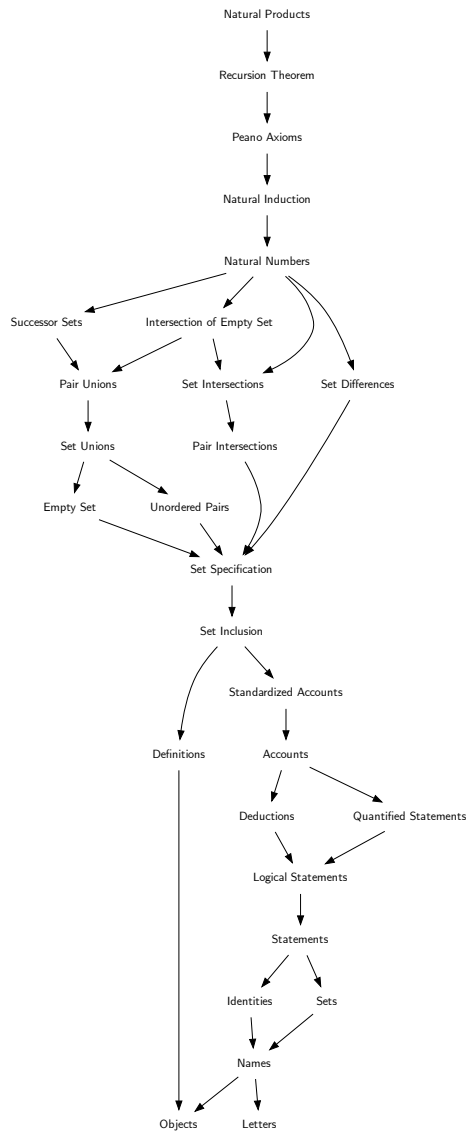 Natural Products
Recursion Theorem
Peano Axioms
Natural Induction
Natural Numbers
Successor Sets
Intersection of Empty Set
Pair Unions
Set Intersections
Set Differences
Set Unions
Pair Intersections
Empty Set
Unordered Pairs
Set Specification
Set Inclusion
Standardized Accounts
Definitions
Accounts
Deductions
Quantified Statements
Logical Statements
Statements
Identities
Sets
Names
Objects
Letters